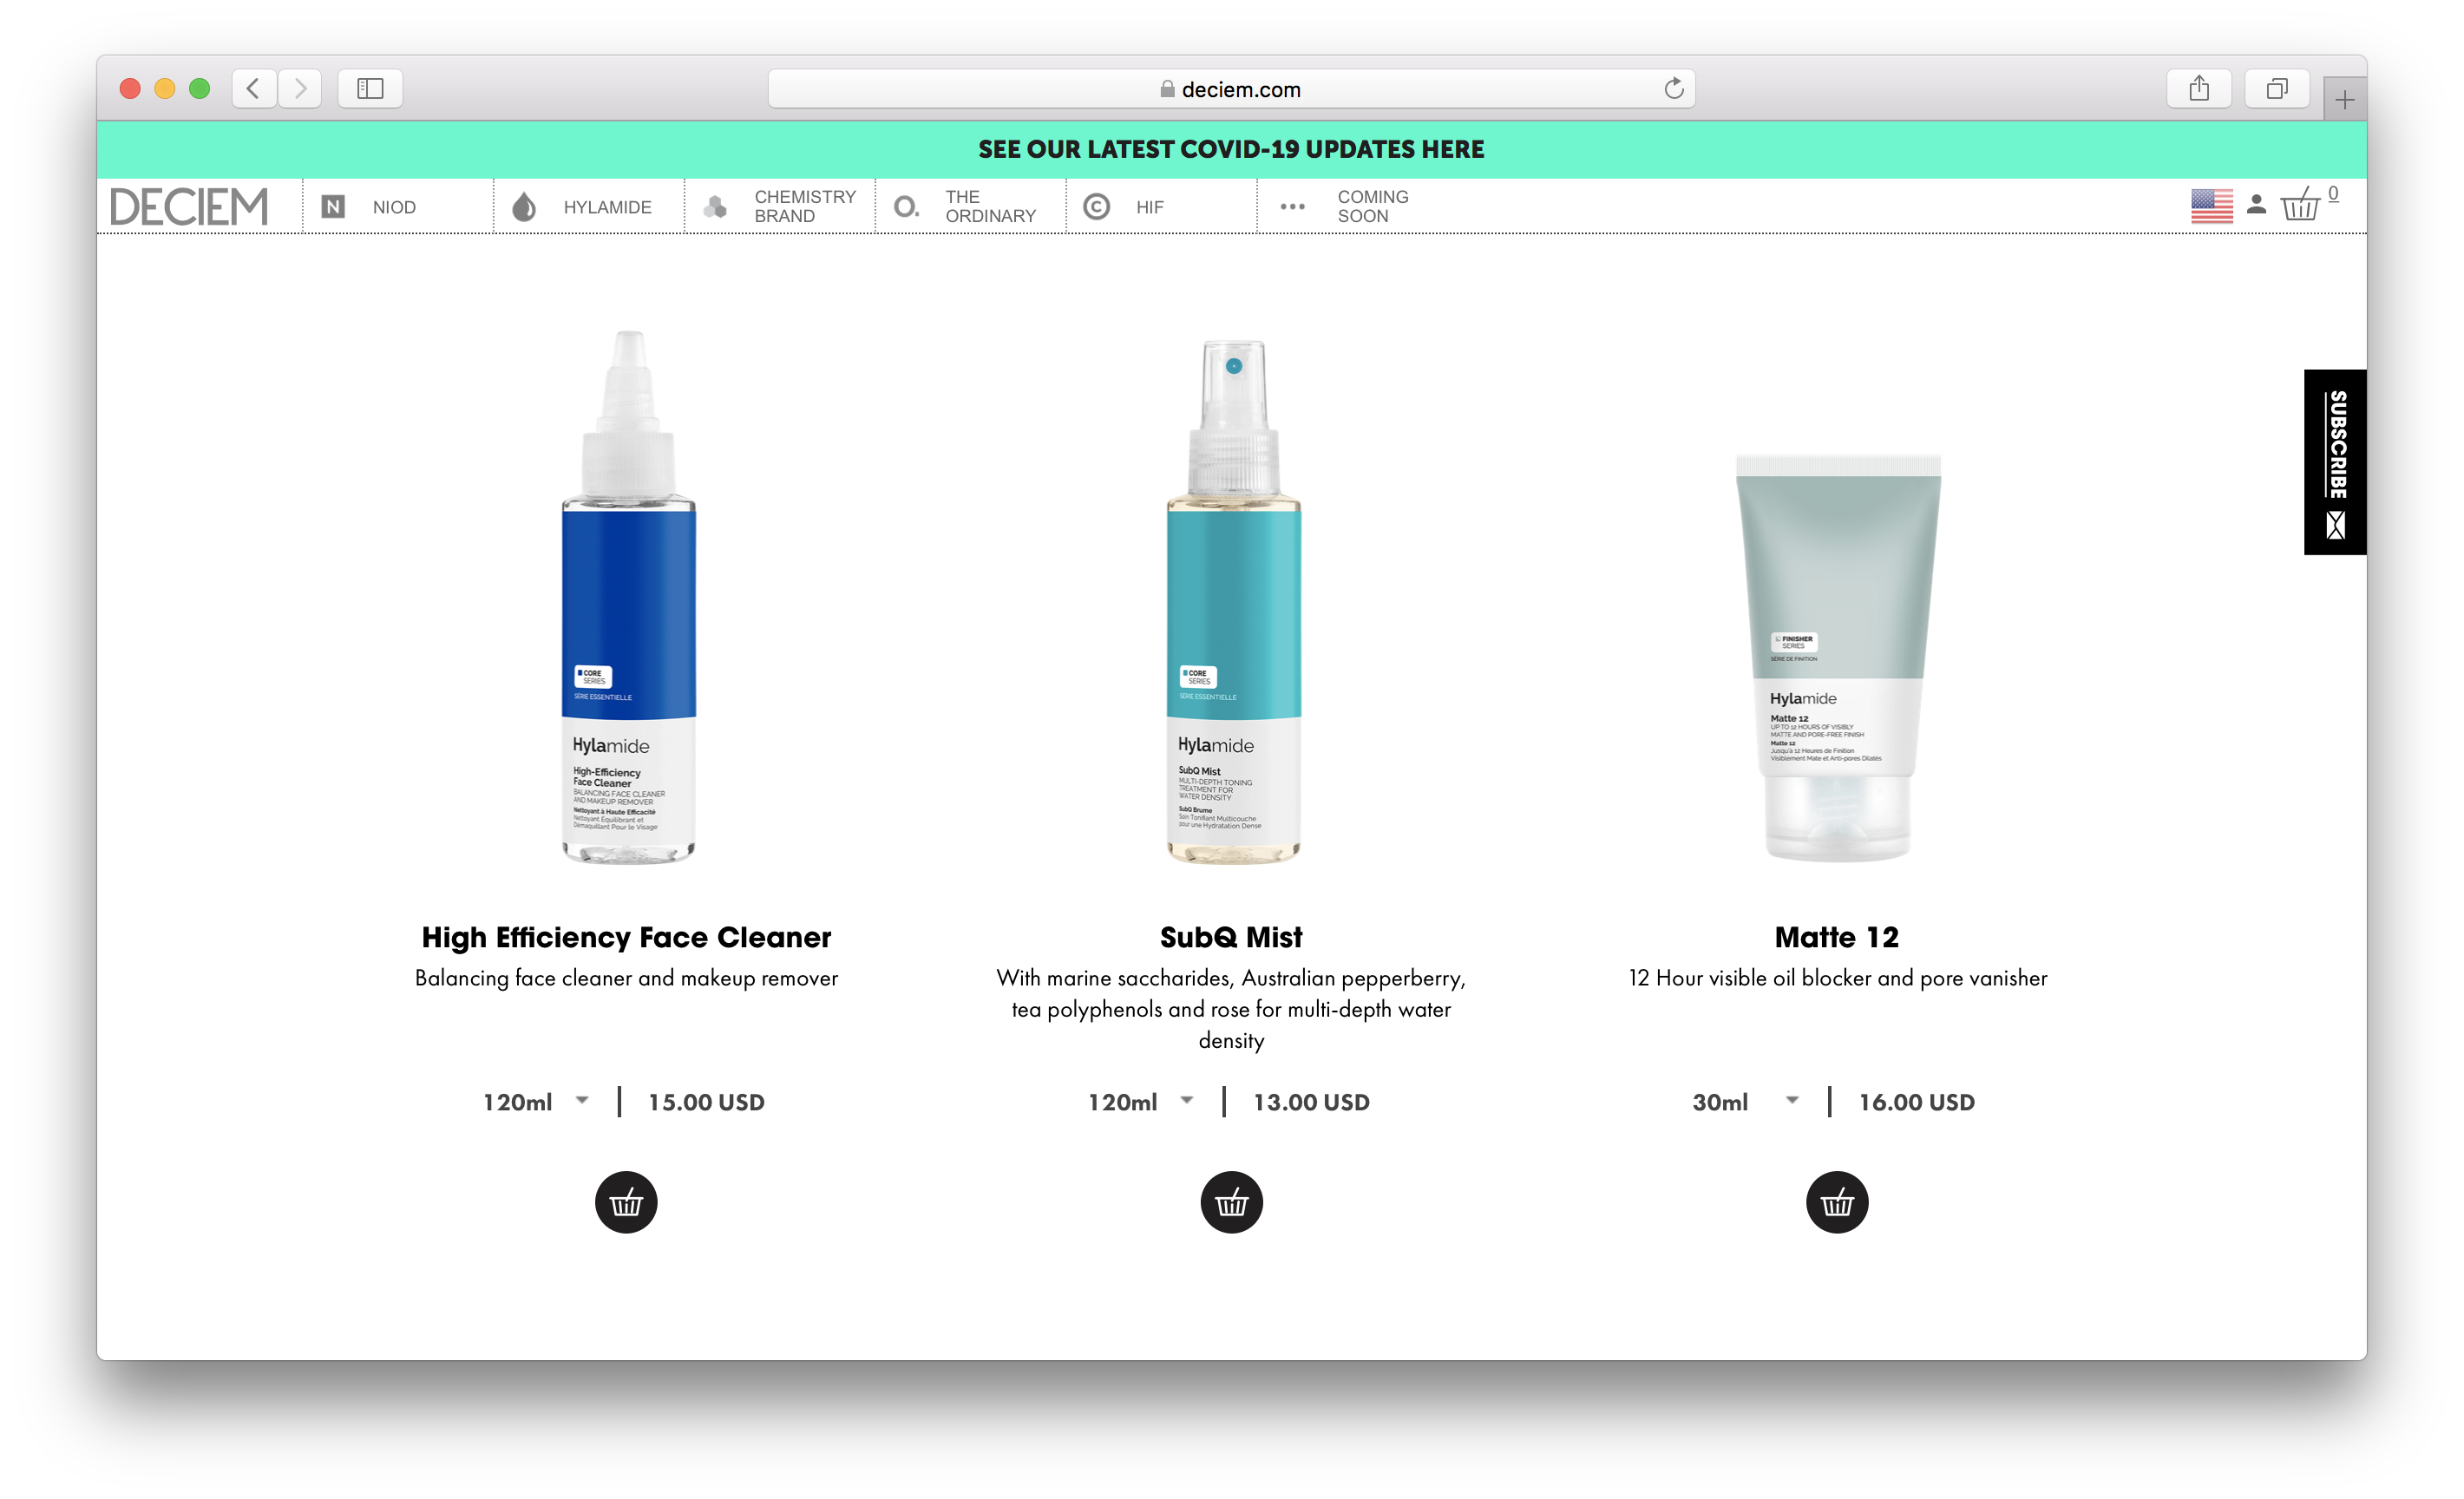 deciem.com
SEE OUR LATEST COVID-19 UPDATES HERE
DECIEM
N NIOD
HYLAMIDE
CHEMISTRY
BRAND
O. THE
ORDINARY
C HIF
COMING
SOON
0
SUBSCRIBE
CORE
SERIES
SÉRIE ESSENTIELLE
Hylamide
High-Efficiency
Face Cleaner
BALANCING FACE CLEANER
AND MAKEUP REMOVER
Nettoyant à Haute Efficacité
Nettoyant Équilibrant et
Démaquillant Pour le Visage
CORE
SERIES
SÉRIE ESSENTIELLE
Hylamide
SubQ Mist
MULTI-DEPTH TONING
TREATMENT FOR
WATER DENSITY
SubQ Brume
Soin Tonifiant Multicouche
pour une Hydratation Dense
FINISHER
SERIES
SÉRIE DE FINITION
Hylamide
Matte 12
UP TO 12 HOURS OF VISIBLY
MATTE AND PORE-FREE FINISH
Matte 12
Jusqu'à 12 Heures de Finition
Visiblement Mate et Anti-pores Dilatés
High Efficiency Face Cleaner
Balancing face cleaner and makeup remover
120ml | 15.00 USD
SubQ Mist
With marine saccharides, Australian pepperberry,
tea polyphenols and rose for multi-depth water
density
120ml | 13.00 USD
Matte 12
12 Hour visible oil blocker and pore vanisher
30ml | 16.00 USD